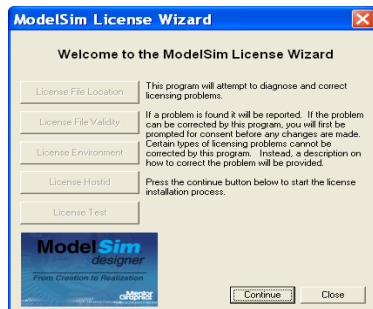 ModelSim License Wizard
Welcome to the ModelSim License Wizard
License File Location
License File Validity
License Environment
License Hostid
License Test
This program will attempt to diagnose and correct
licensing problems.
If a problem is found it will be reported. If the problem
can be corrected by this program, you will first be
prompted for consent before any changes are made.
Certain types of licensing problems cannot be
corrected by this program. Instead, a description on
how to correct the problem will be provided.
Press the continue button below to start the license
installation process.
ModelSim
designer
From Creation to Realization
Mentor
Graphics
Continue
Close